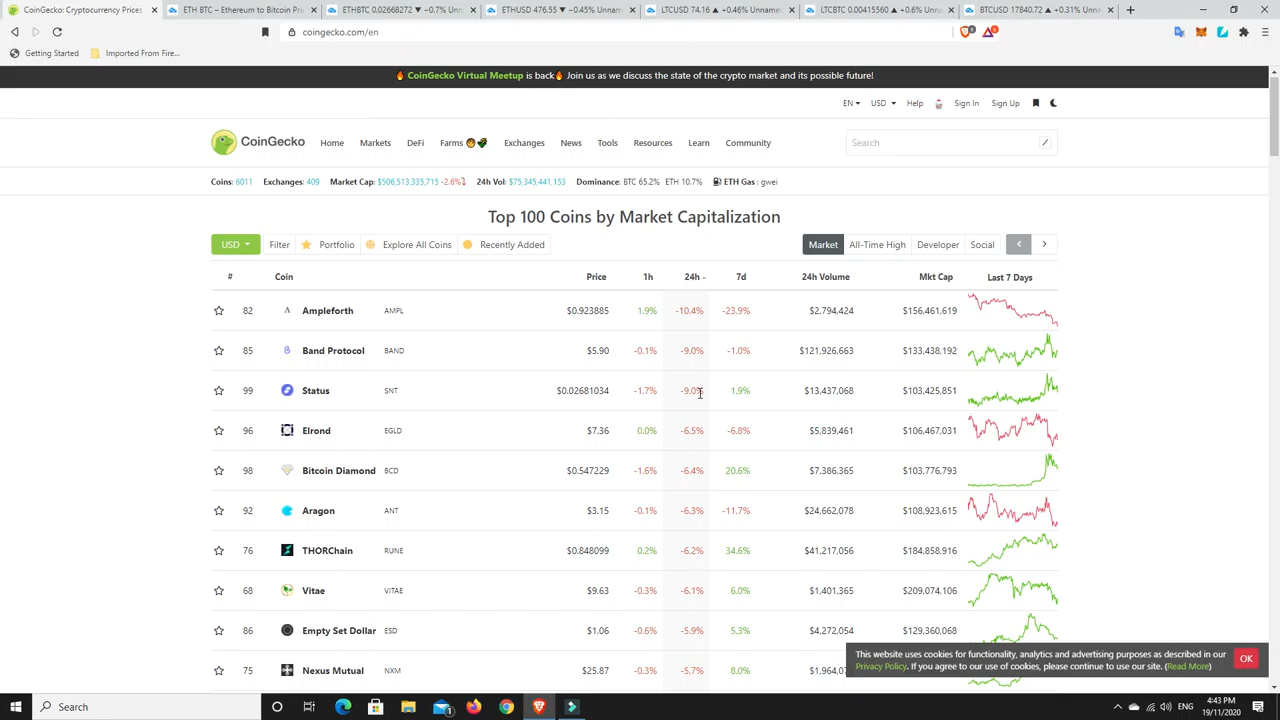 CoinGecko: Cryptocurrency Prices
ETH BTC – Ethereum to Bitcoin Pri
ETHBTC 0.02668272 ▼ −0.7% Unnam
ETHUSD 476.55 ▼ −0.45% Unnam
LTCUSD 74.16 ▲ +0.46% Unname
LTCBTC 0.00415560 ▲ +0.6% Unna
BTCUSD 17840.72 ▲ +0.31% Unna
coingecko.com/en
Getting Started
Imported From Fire...
🔥 CoinGecko Virtual Meetup is back🔥 Join us as we discuss the state of the crypto market and its possible future!
EN USD Help Sign In Sign Up
CoinGecko Home Markets DeFi Farms Exchanges News Tools Resources Learn Community Search /
Coins: 6011 Exchanges: 409 Market Cap: $506,513,335,715 -2.6% 24h Vol: $75,345,441,153 Dominance: BTC 65.2% ETH 10.7% ETH Gas : gwei
Top 100 Coins by Market Capitalization
USD Filter Portfolio Explore All Coins Recently Added Market All-Time High Developer Social
# Coin Price 1h 24h 7d 24h Volume Mkt Cap Last 7 Days
82 Ampleforth AMPL $0.923885 1.9% -10.4% -23.9% $2,794,424 $156,461,619
85 Band Protocol BAND $5.90 -0.1% -9.0% -1.0% $121,926,663 $133,438,192
99 Status SNT $0.02681034 -1.7% -9.0% 1.9% $13,437,068 $103,425,851
96 Elrond EGLD $7.36 0.0% -6.5% -6.8% $5,839,461 $106,467,031
98 Bitcoin Diamond BCD $0.547229 -1.6% -6.4% 20.6% $7,386,365 $103,776,793
92 Aragon ANT $3.15 -0.1% -6.3% -11.7% $24,662,078 $108,923,615
76 THORChain RUNE $0.848099 0.2% -6.2% 34.6% $41,217,056 $184,858,916
68 Vitae VITAE $9.63 -0.3% -6.1% 6.0% $1,401,365 $209,074,106
86 Empty Set Dollar ESD $1.06 -0.6% -5.9% 5.3% $4,272,054 $129,360,068
75 Nexus Mutual NXM $25.87 -0.3% -5.7% 8.0%
This website uses cookies for functionality, analytics and advertising purposes as described in our
Privacy Policy. If you agree to our use of cookies, please continue to use our site. (Read More)
OK
Search
ENG
4:43 PM
19/11/2020